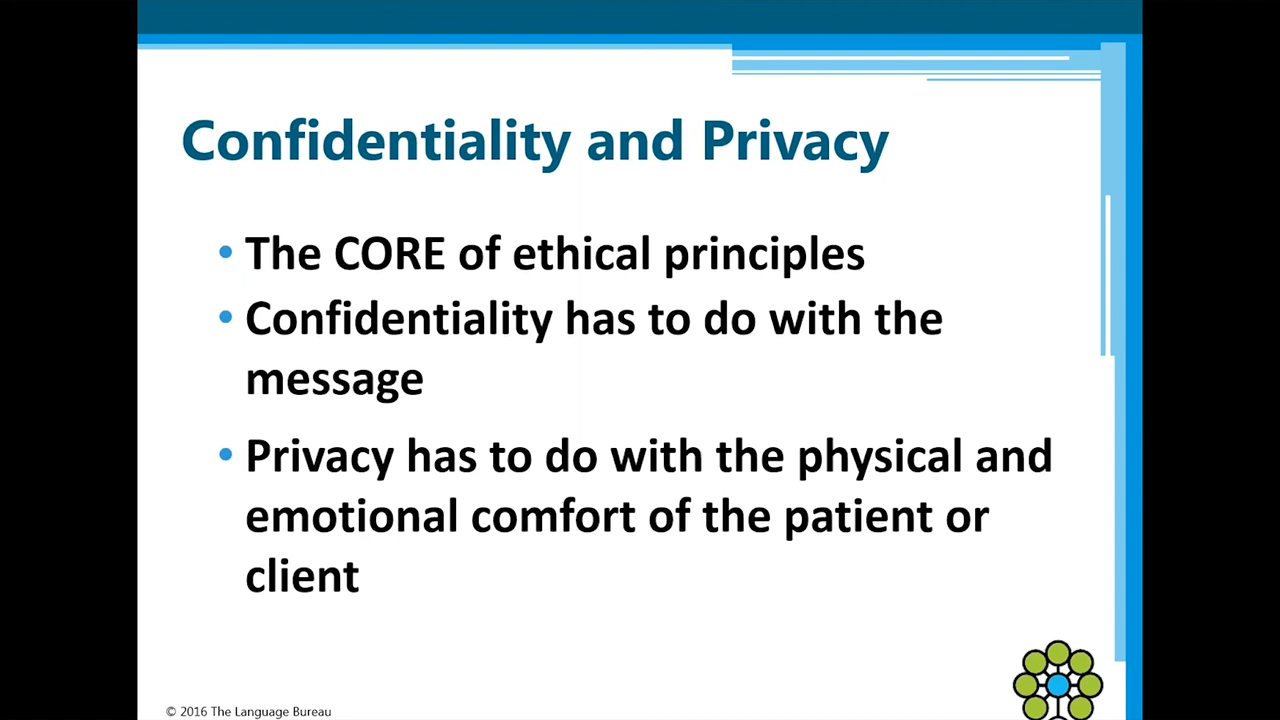 Confidentiality and Privacy
• The CORE of ethical principles
• Confidentiality has to do with the
message
• Privacy has to do with the physical and
emotional comfort of the patient or
client
© 2016 The Language Bureau